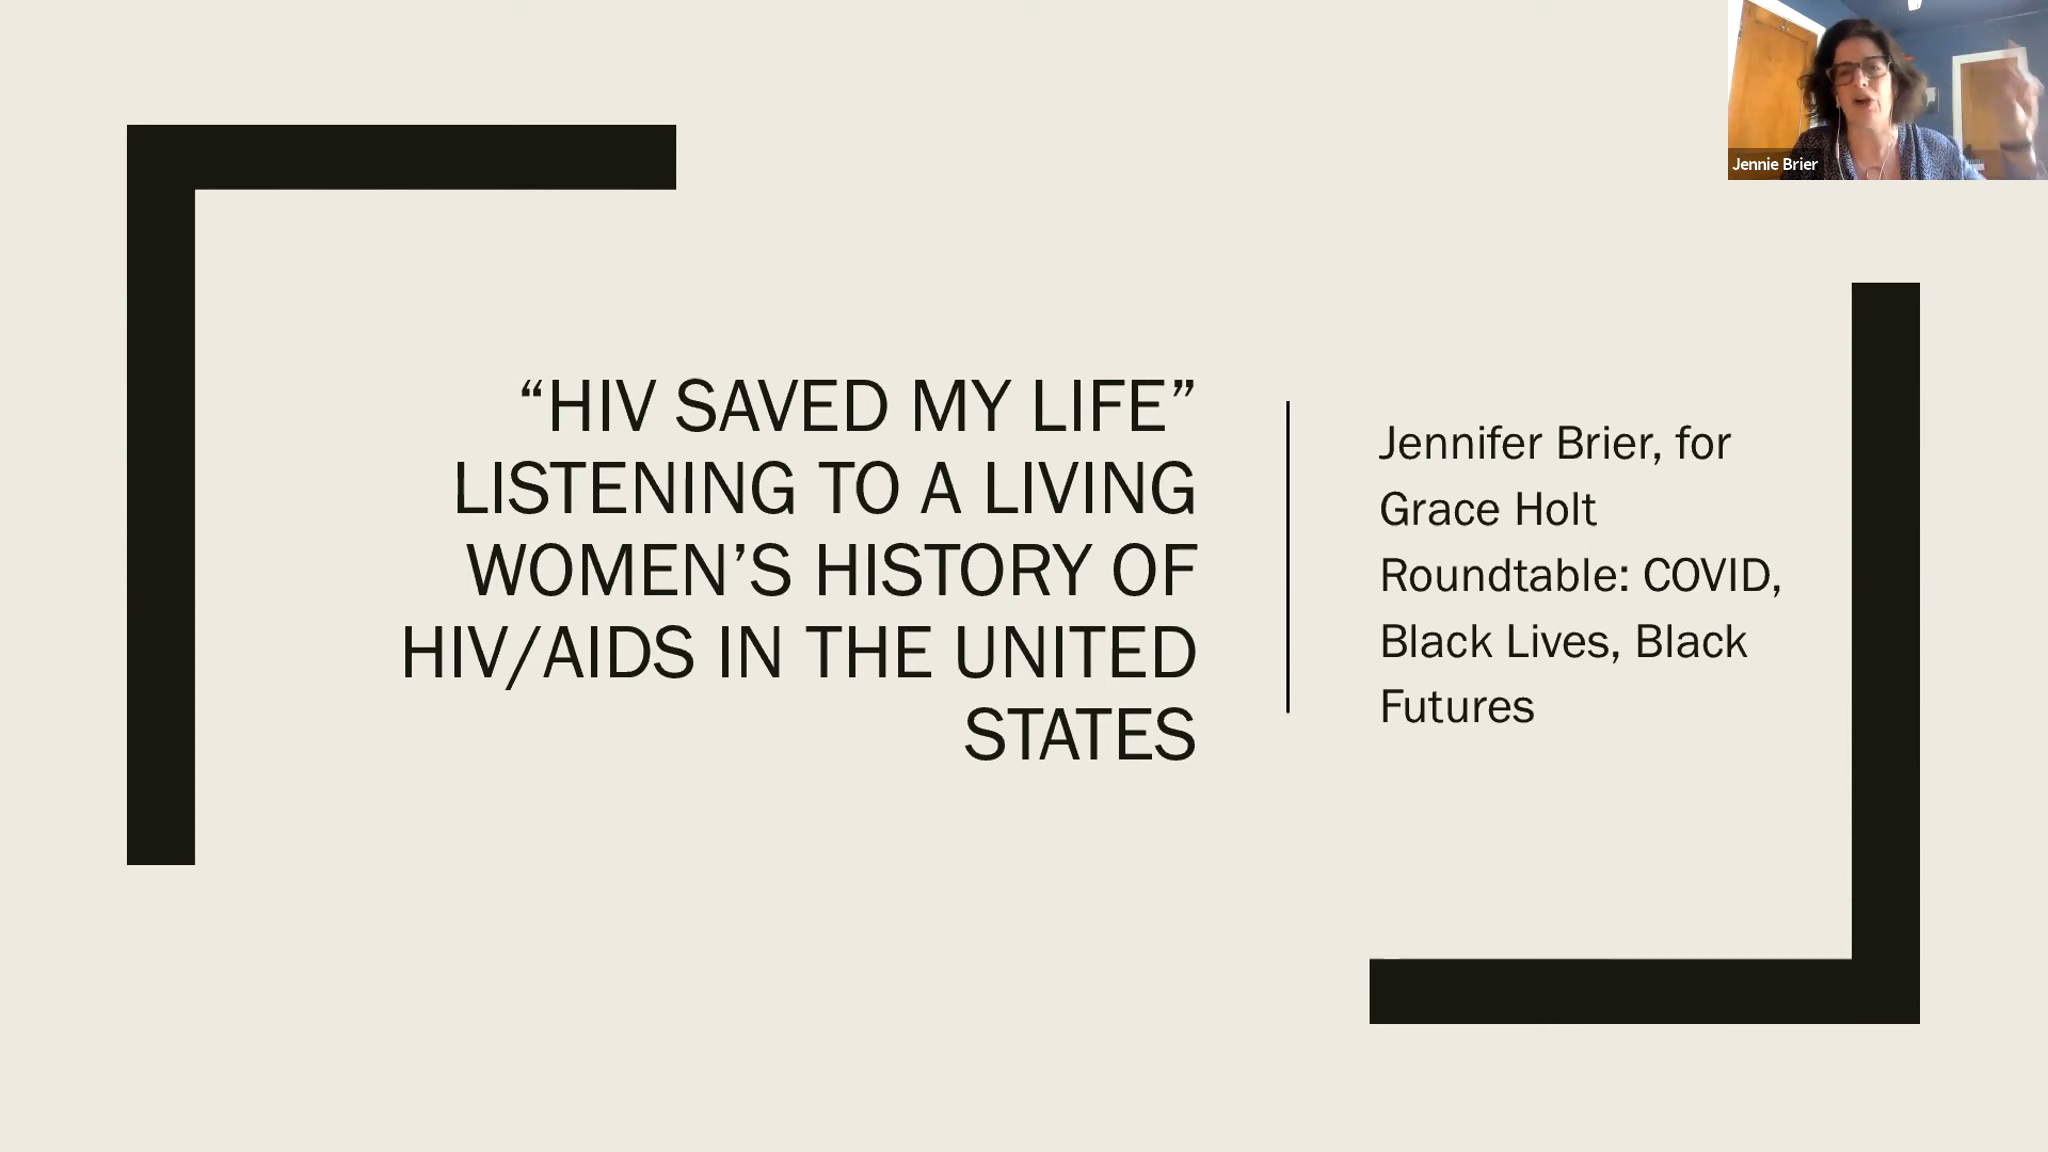 “HIV SAVED MY LIFE”
LISTENING TO A LIVING
WOMEN’S HISTORY OF
HIV/AIDS IN THE UNITED
STATES
Jennifer Brier, for
Grace Holt
Roundtable: COVID,
Black Lives, Black
Futures
Jennie Brier